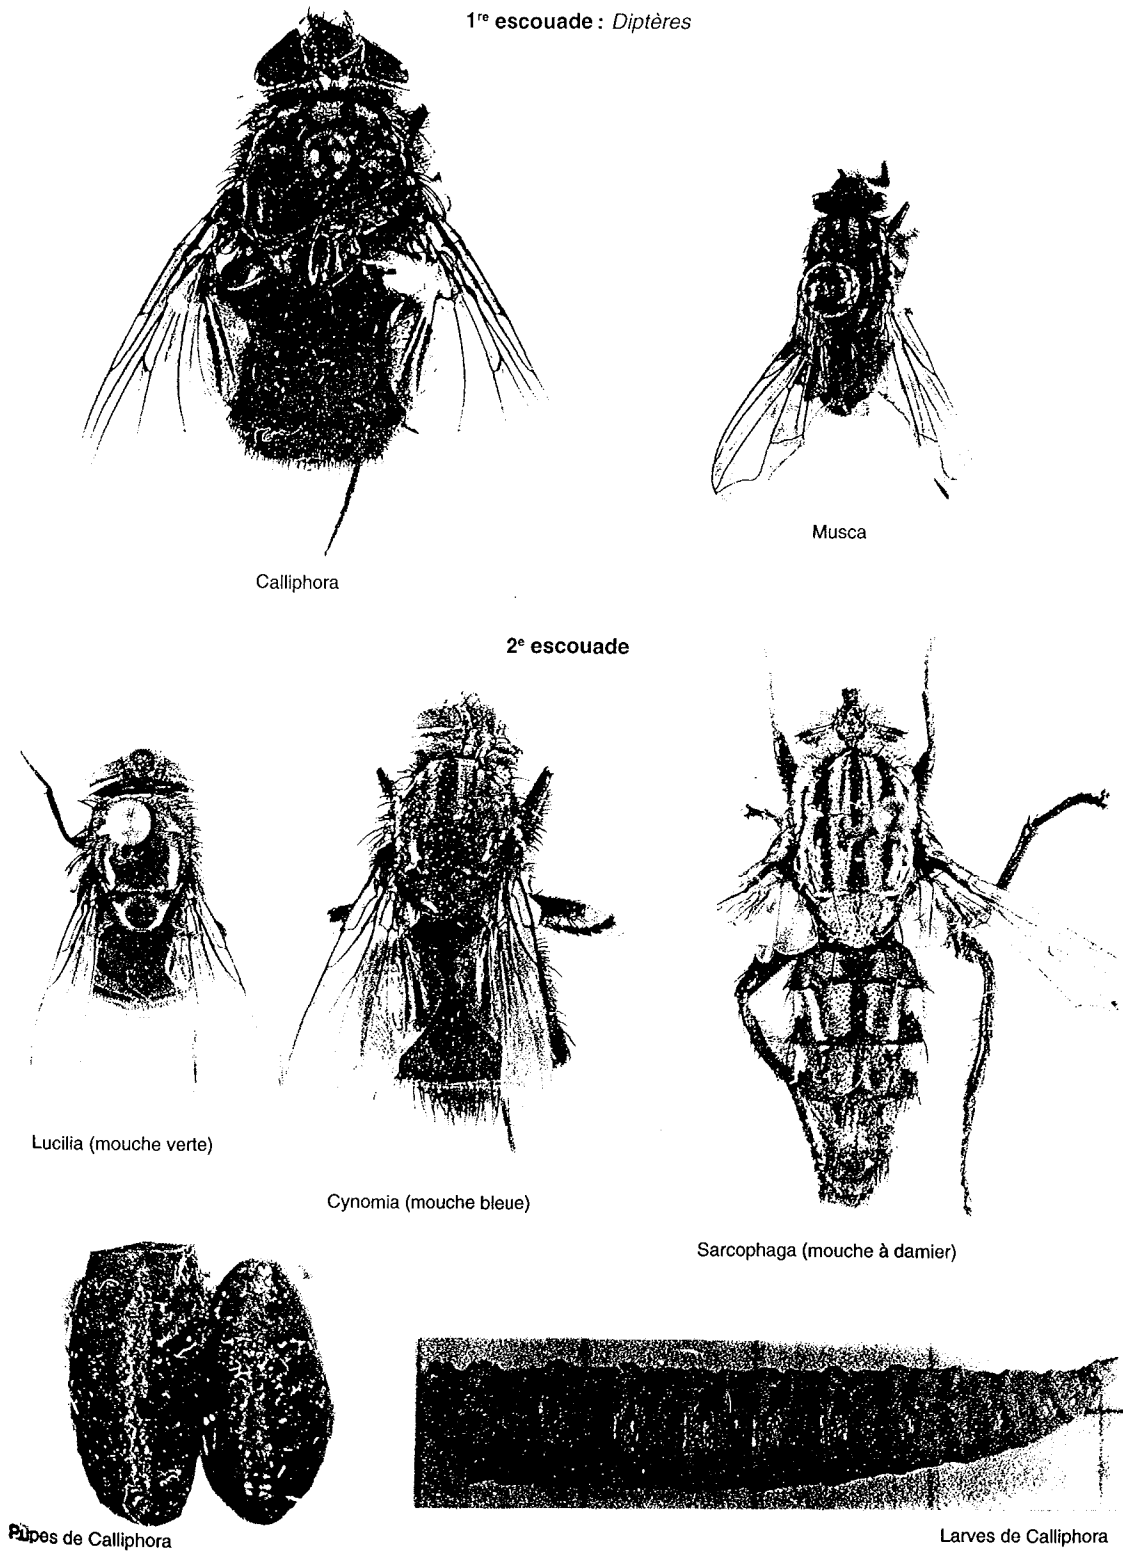 1re escouade : Diptères
Calliphora
Musca
2e escouade
Lucilia (mouche verte)
Cynomia (mouche bleue)
Sarcophaga (mouche à damier)
Pupes de Calliphora
Larves de Calliphora